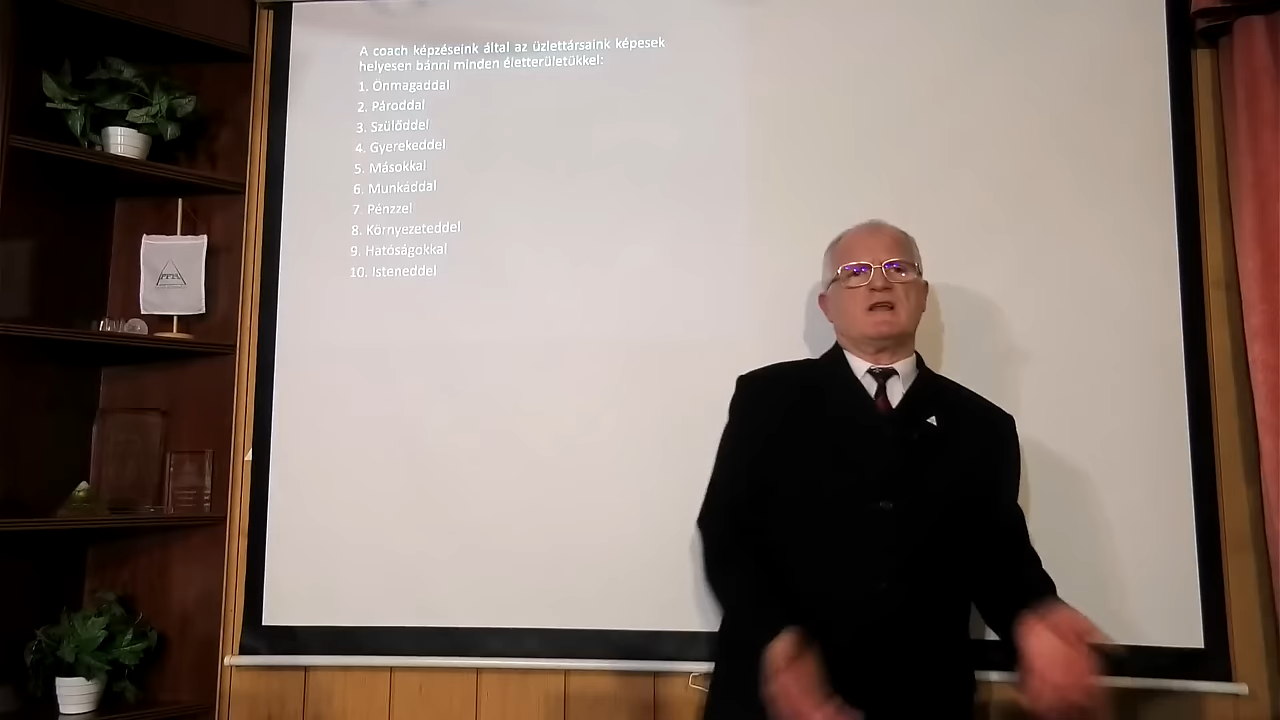 A coach képzéseink által az üzlettársaink képesek
helyesen bánni minden életterületükkel:
1. Önmagaddal
2. Pároddal
3. Szülőddel
4. Gyerekeddel
5. Másokkal
6. Munkáddal
7. Pénzzel
8. Környezeteddel
9. Hatóságokkal
10. Isteneddel